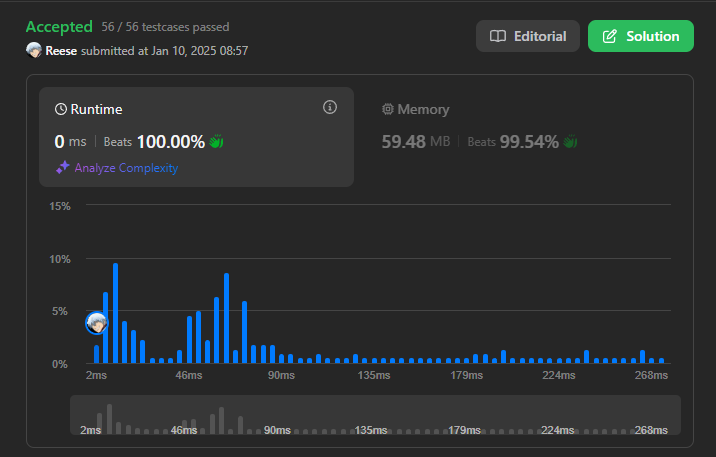 Accepted 56 / 56 testcases passed
Editorial
Solution
Reese submitted at Jan 10, 2025 08:57
Runtime
0 ms | Beats 100.00%
Analyze Complexity
Memory
59.48 MB | Beats 99.54%
15%
10%
5%
0%
2ms 46ms 90ms 135ms 179ms 224ms 268ms
2ms 46ms 90ms 135ms 179ms 224ms 268ms